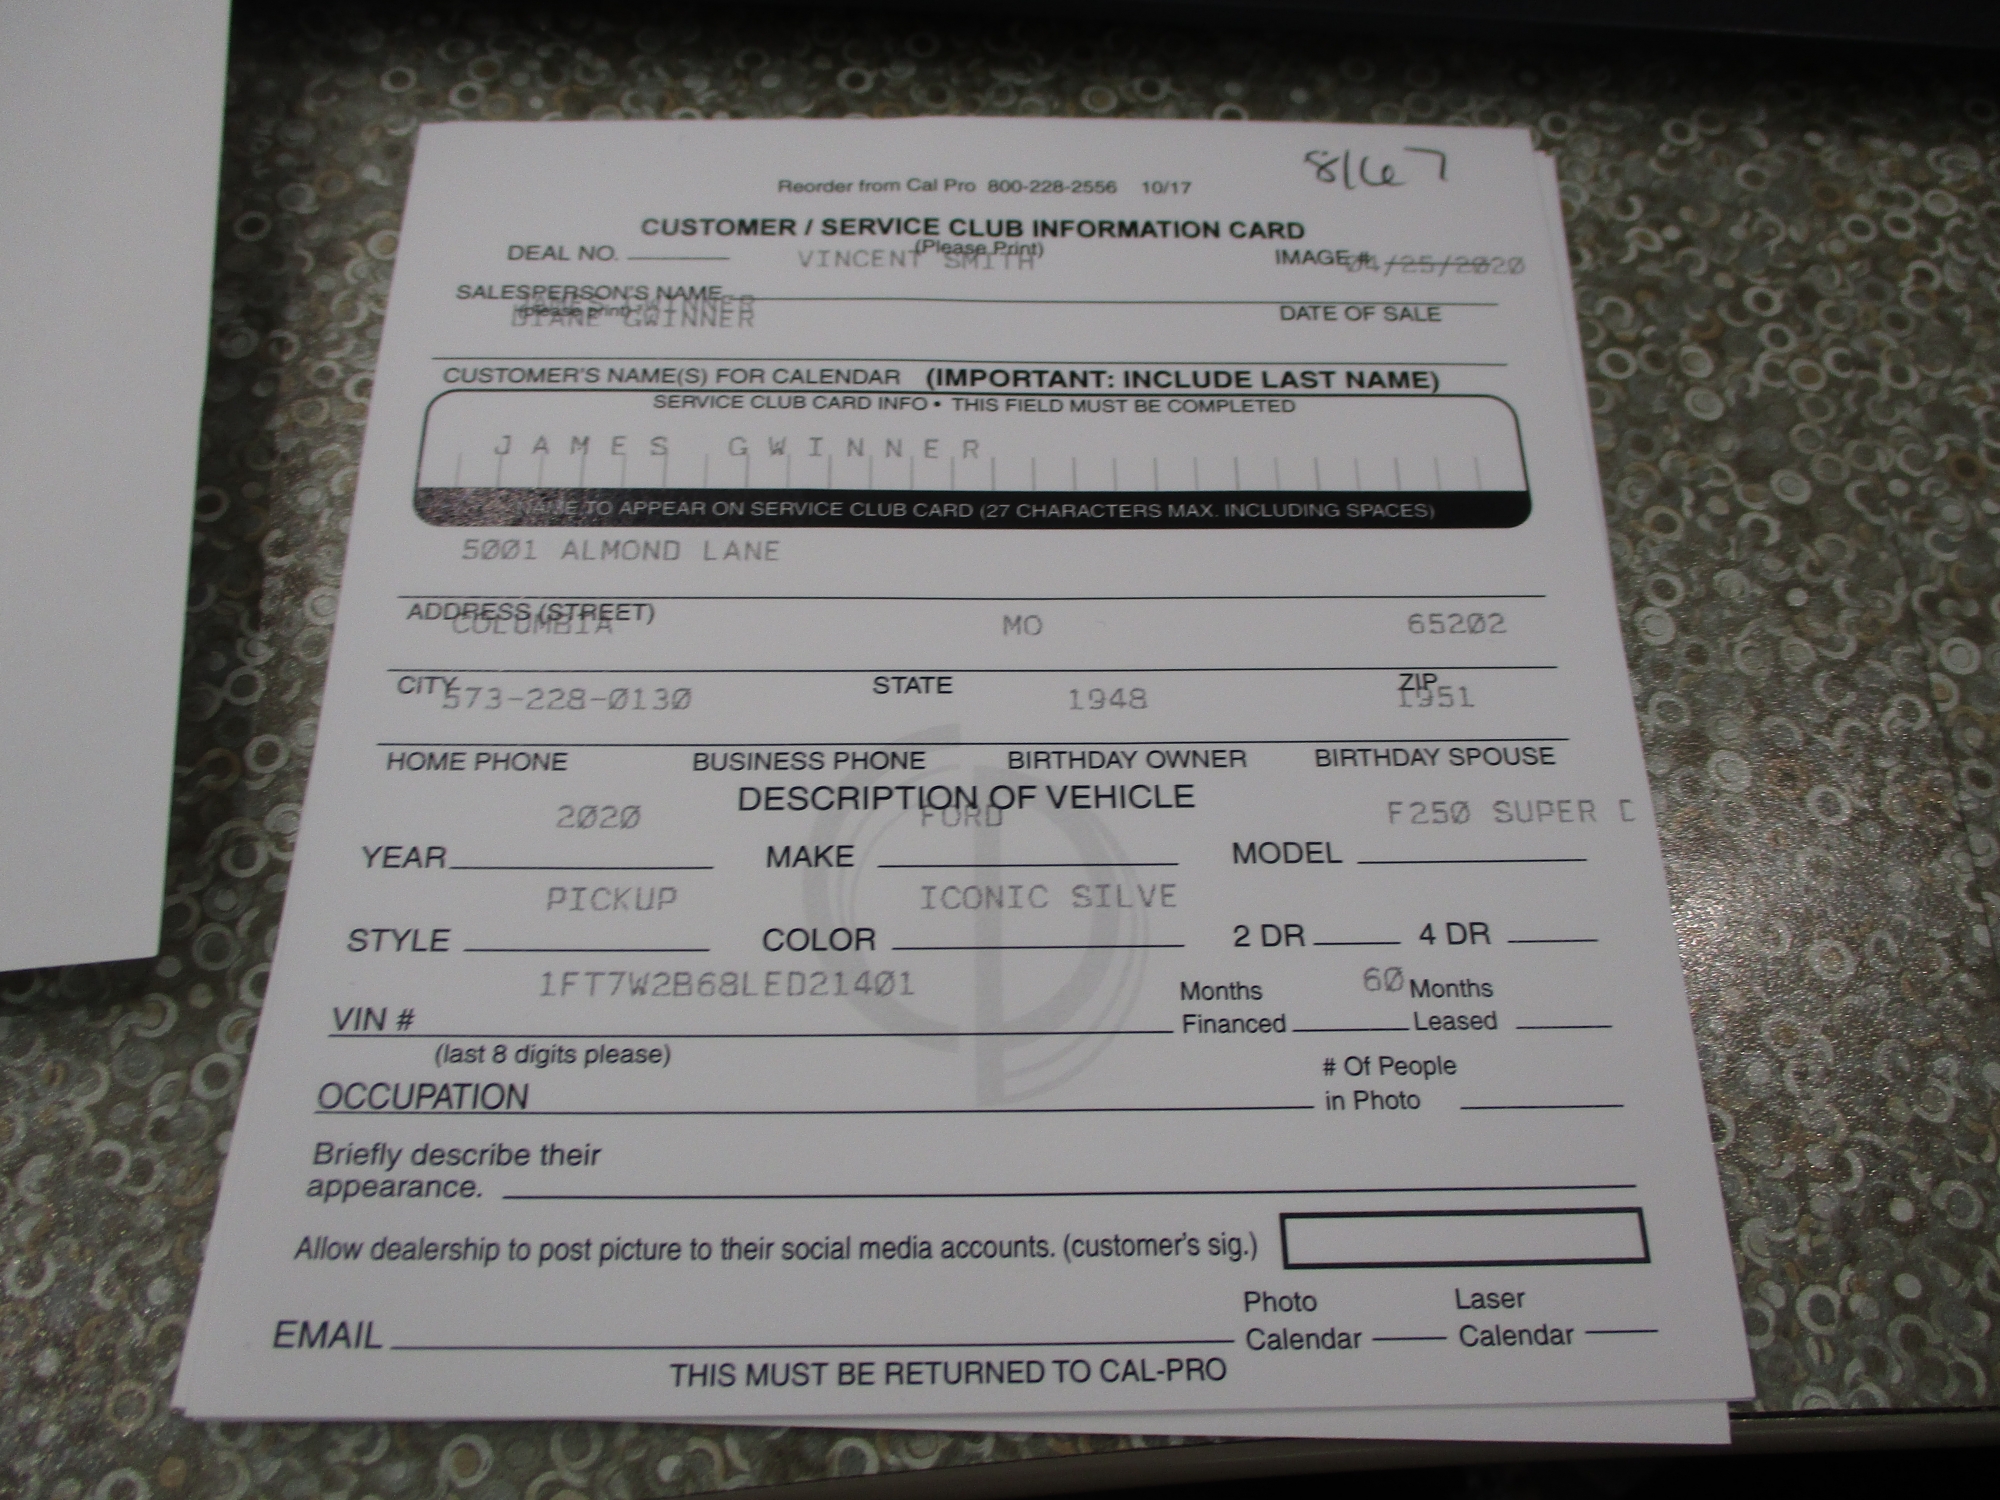 8167
Reorder from Cal Pro 800-228-2556 10/17
CUSTOMER / SERVICE CLUB INFORMATION CARD
(Please Print)
DEAL NO. VINCENT SMITH IMAGE# 04/25/2020
SALESPERSON'S NAME
JAMES GWINNER
(please print)
DIANE GWINNER DATE OF SALE
CUSTOMER'S NAME(S) FOR CALENDAR (IMPORTANT: INCLUDE LAST NAME)
SERVICE CLUB CARD INFO • THIS FIELD MUST BE COMPLETED
JAMES GWINNER
NAME TO APPEAR ON SERVICE CLUB CARD (27 CHARACTERS MAX. INCLUDING SPACES)
5001 ALMOND LANE
ADDRESS (STREET)
COLUMBIA MO 65202
CITY STATE ZIP
573-228-0130 1948 1951
HOME PHONE BUSINESS PHONE BIRTHDAY OWNER BIRTHDAY SPOUSE
DESCRIPTION OF VEHICLE
2020 FORD F250 SUPER D
YEAR MAKE MODEL
PICKUP ICONIC SILVE
STYLE COLOR 2 DR 4 DR
1FT7W2B68LED21401 Months 60 Months
VIN # Financed Leased
(last 8 digits please)
# Of People
OCCUPATION in Photo
Briefly describe their
appearance.
Allow dealership to post picture to their social media accounts. (customer's sig.)
Photo Laser
EMAIL Calendar Calendar
THIS MUST BE RETURNED TO CAL-PRO